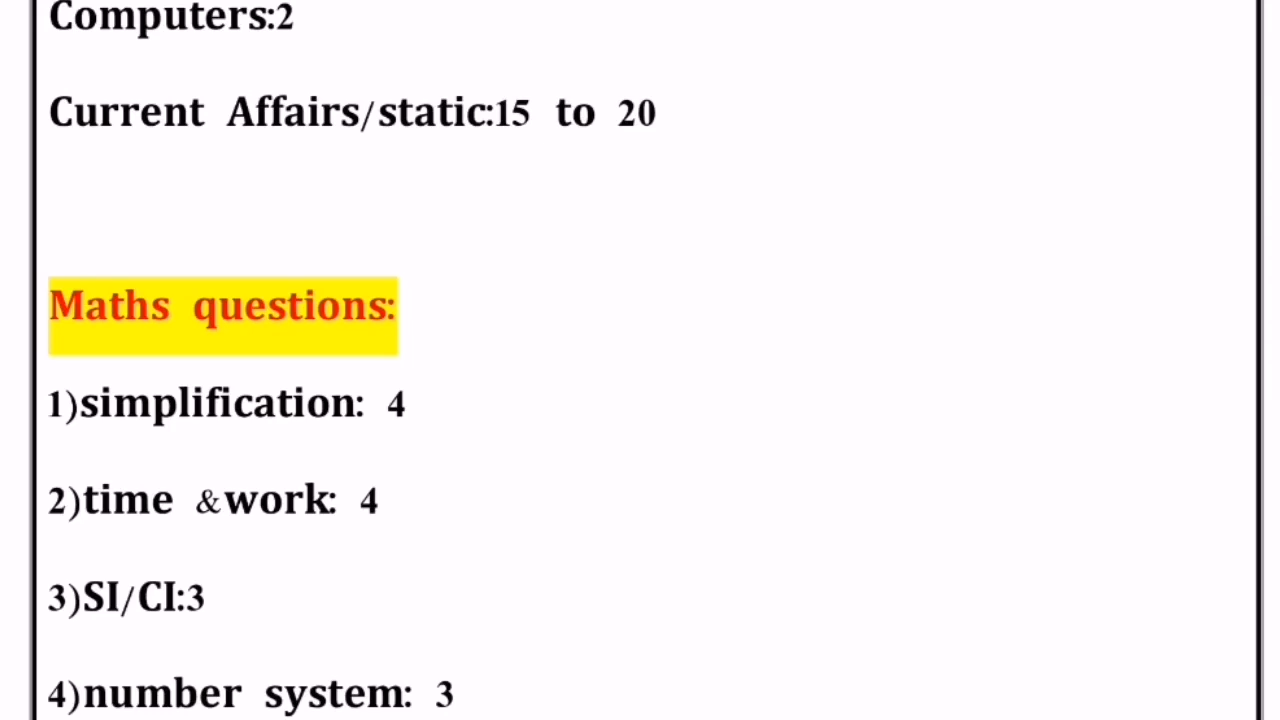 Computers:2
Current Affairs/static:15 to 20
Maths questions:
1)simplification: 4
2)time &work: 4
3)SI/CI:3
4)number system: 3